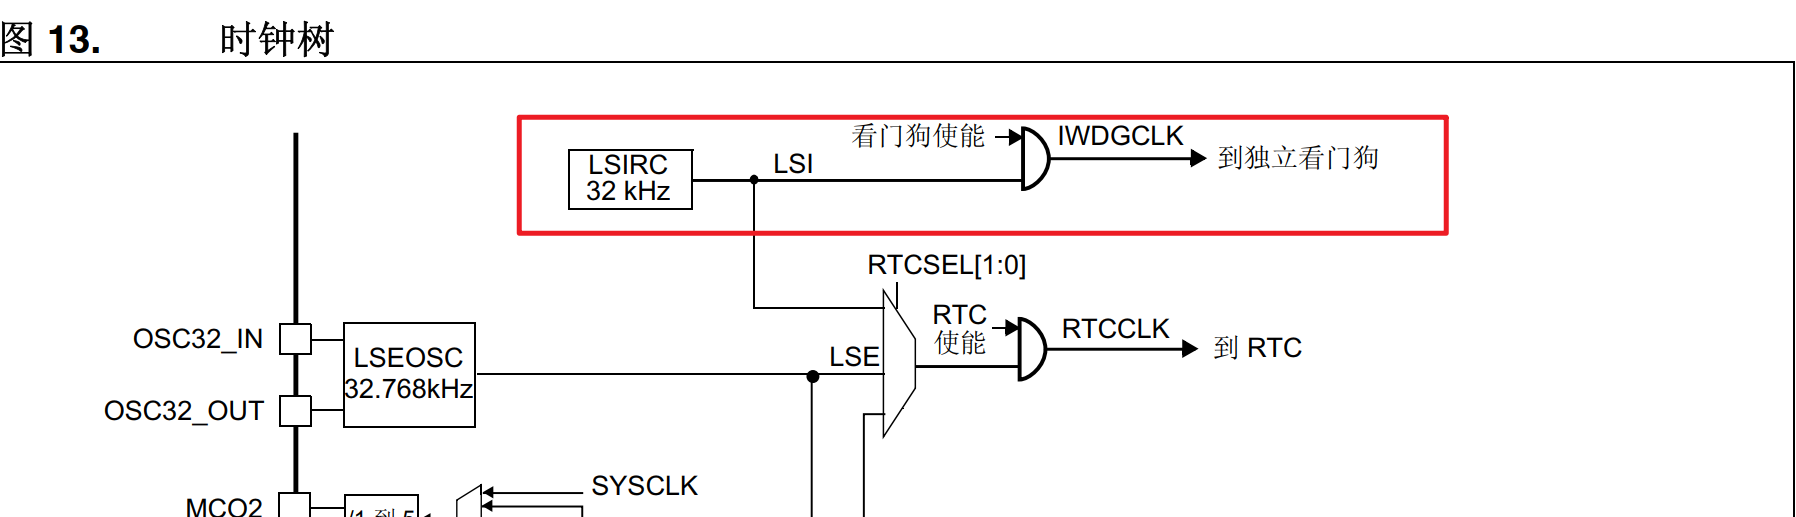 图 13. 时钟树
看门狗使能
IWDGCLK
到独立看门狗
LSIRC
32 kHz
LSI
RTCSEL[1:0]
RTC
使能
RTCCLK
到 RTC
OSC32_IN
LSEOSC
32.768kHz
LSE
OSC32_OUT
SYSCLK
MCO2
/1 到 5